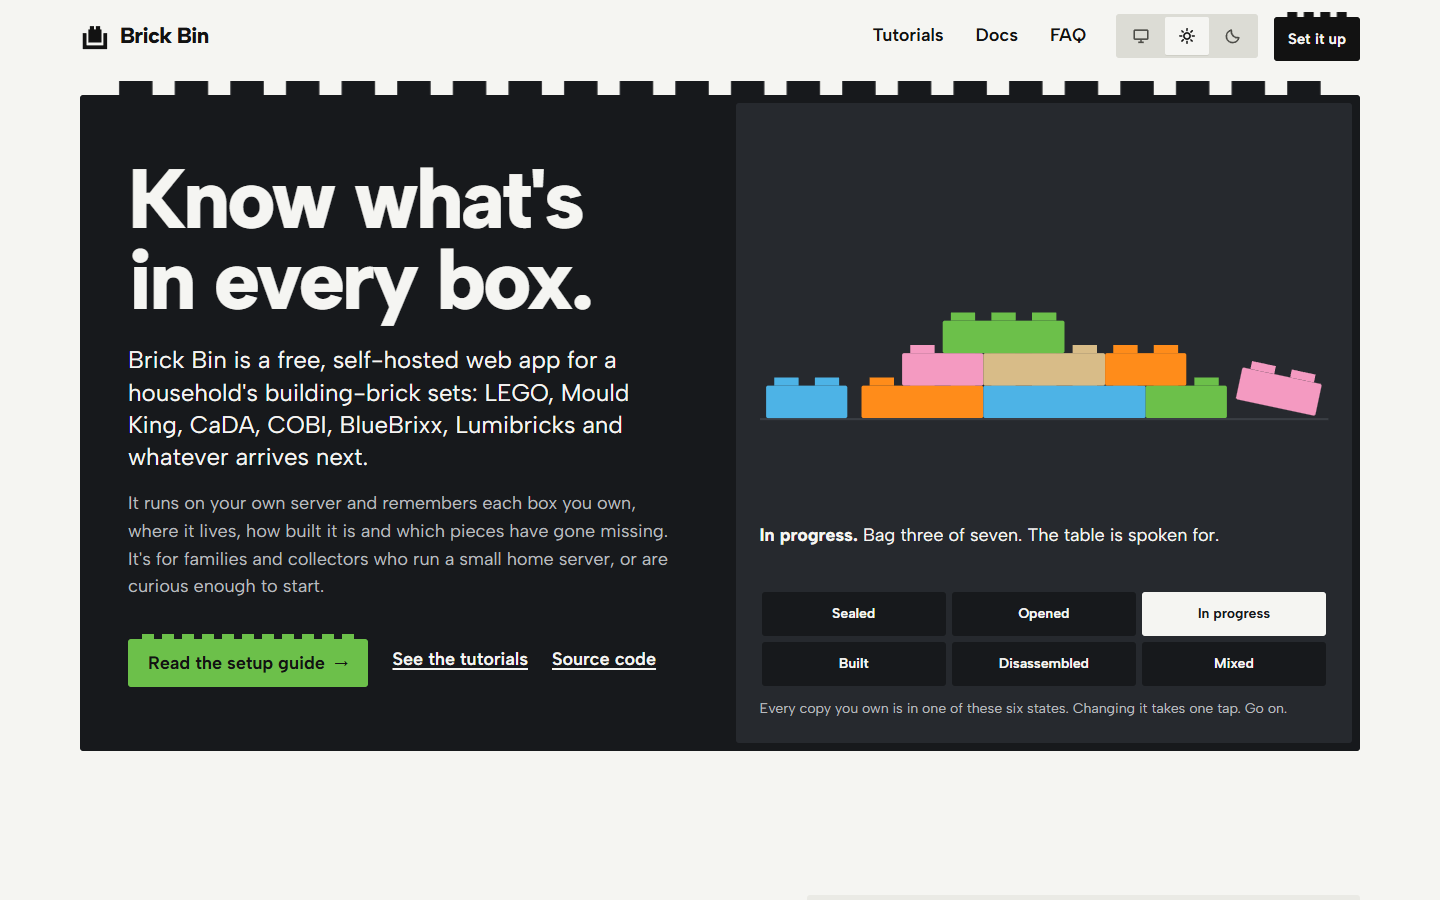 Brick Bin
Tutorials
Docs
FAQ
Set it up
Know what's
in every box.
Brick Bin is a free, self-hosted web app for a
household's building-brick sets: LEGO, Mould
King, CaDA, COBI, BlueBrixx, Lumibricks and
whatever arrives next.
It runs on your own server and remembers each box you own,
where it lives, how built it is and which pieces have gone missing.
It's for families and collectors who run a small home server, or are
curious enough to start.
Read the setup guide →
See the tutorials
Source code
In progress. Bag three of seven. The table is spoken for.
Sealed
Opened
In progress
Built
Disassembled
Mixed
Every copy you own is in one of these six states. Changing it takes one tap. Go on.